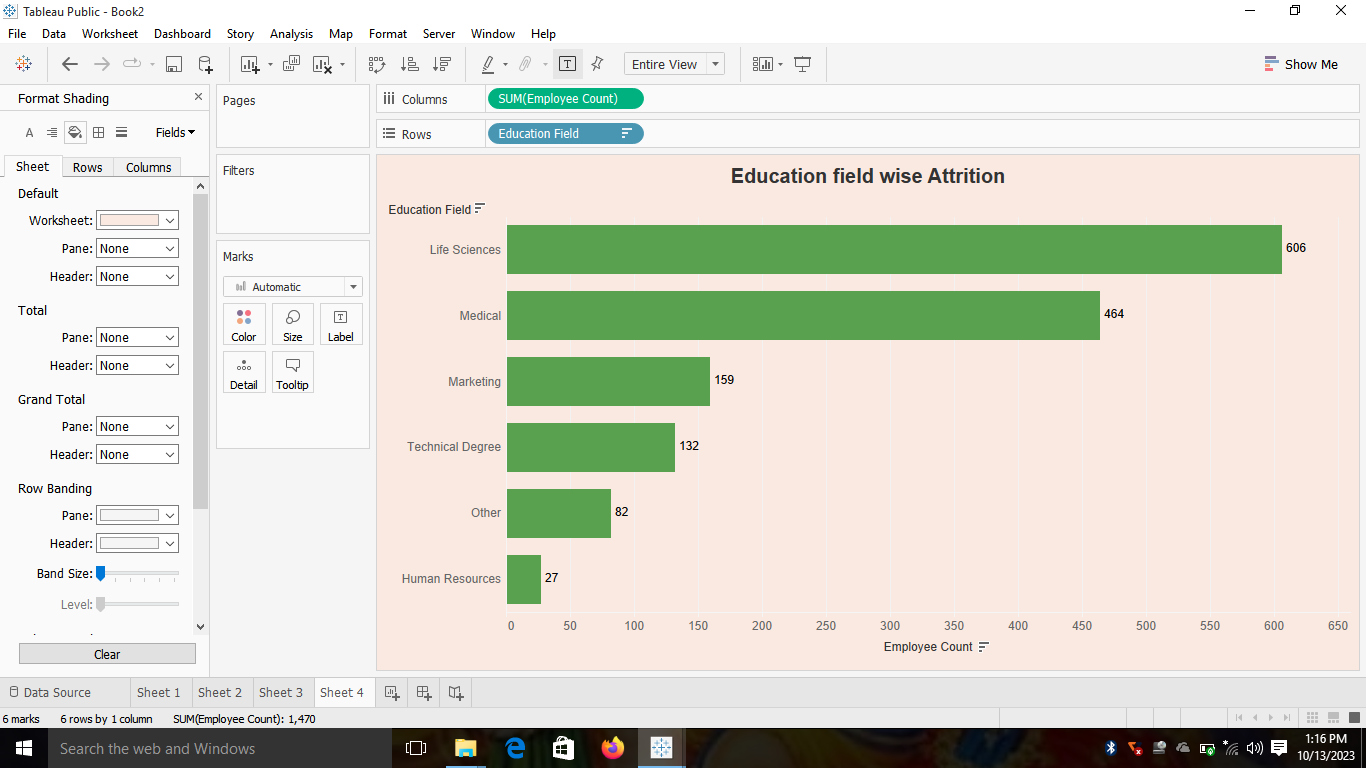 Tableau Public - Book2
File Data Worksheet Dashboard Story Analysis Map Format Server Window Help
Entire View
Show Me
Format Shading
A Fields
Sheet Rows Columns
Default
Worksheet:
Pane: None
Header: None
Total
Pane: None
Header: None
Grand Total
Pane: None
Header: None
Row Banding
Pane:
Header:
Band Size:
Level:
Clear
Pages
Filters
Marks
Automatic
Color Size T Label
Detail Tooltip
Columns SUM(Employee Count)
Rows Education Field
Education field wise Attrition
Education Field
Life Sciences 606
Medical 464
Marketing 159
Technical Degree 132
Other 82
Human Resources 27
0 50 100 150 200 250 300 350 400 450 500 550 600 650
Employee Count
Data Source Sheet 1 Sheet 2 Sheet 3 Sheet 4
6 marks 6 rows by 1 column SUM(Employee Count): 1,470
Search the web and Windows
1:16 PM
10/13/2023